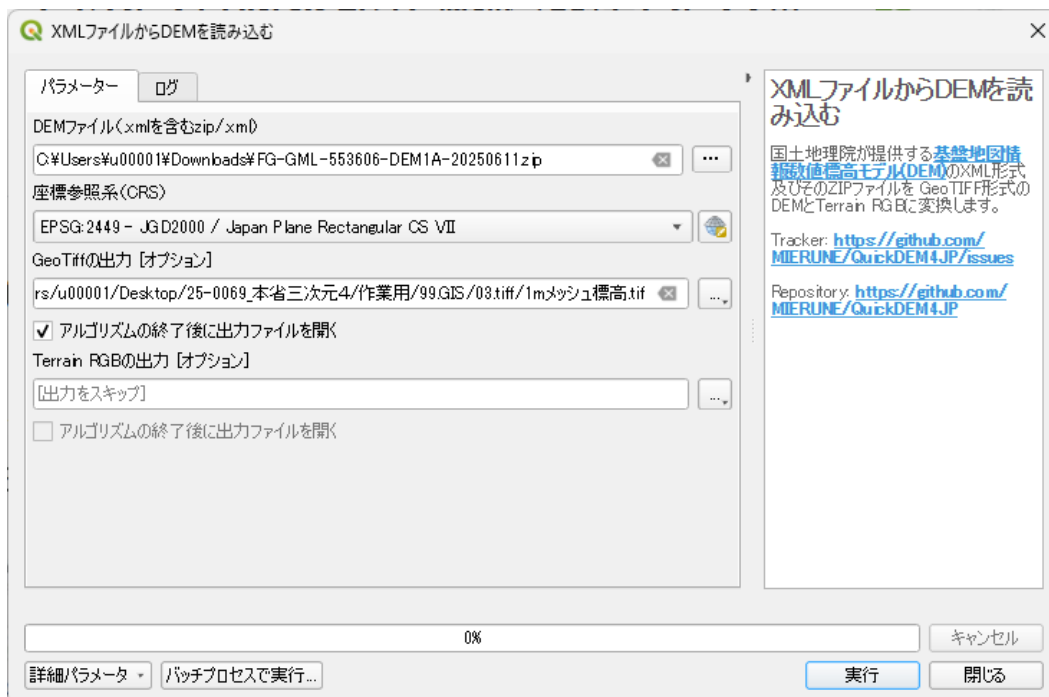 XMLファイルからDEMを読み込む
パラメーター
ログ
DEMファイル(xmlを含むzip/xml)
C:¥Users¥u00001¥Downloads¥FG-GML-553606-DEM1A-20250611.zip
…
座標参照系(CRS)
EPSG:2449 - JGD2000 / Japan Plane Rectangular CS VII
GeoTiffの出力 [オプション]
rs/u00001/Desktop/25-0069_本省三次元4/作業用/99.GIS/03.tiff/1mメッシュ標高.tif
…
アルゴリズムの終了後に出力ファイルを開く
Terrain RGBの出力 [オプション]
[出力をスキップ]
…
アルゴリズムの終了後に出力ファイルを開く
XMLファイルからDEMを読
み込む
国土地理院が提供する基盤地図情
報数値標高モデル(DEM)のXML形式
及びそのZIPファイルを GeoTIFF形式の
DEMとTerrain RGBに変換します。
Tracker: https://github.com/
MIERUNE/QuickDEM4JP/issues
Repository: https://github.com/
MIERUNE/QuickDEM4JP
0%
キャンセル
詳細パラメータ
バッチプロセスで実行...
実行
閉じる